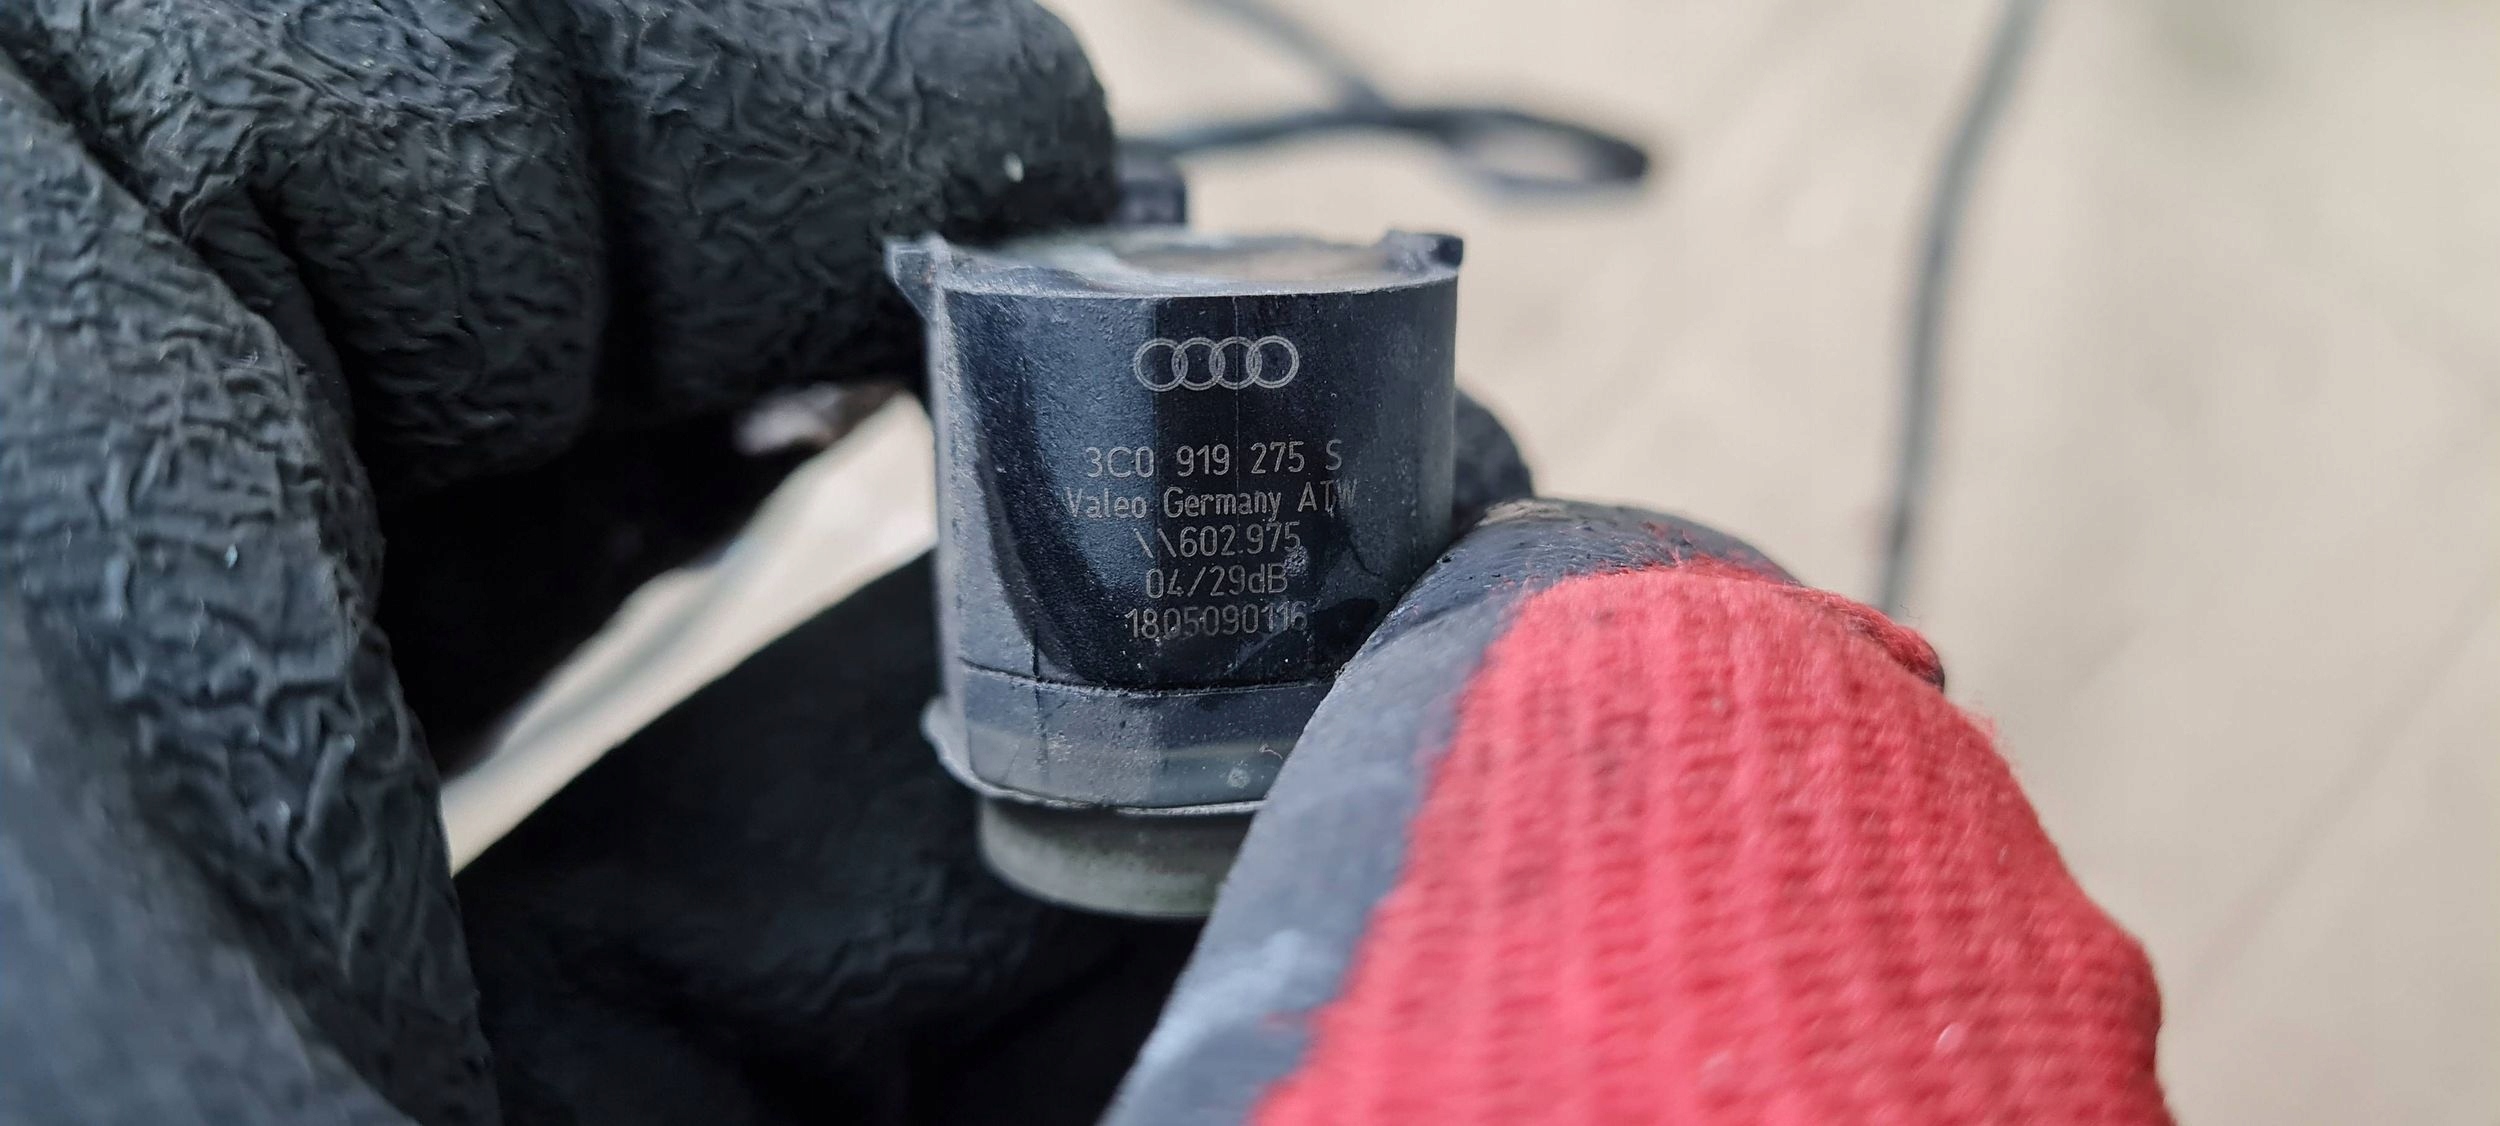 3C0 919 275 S
Valeo Germany ATW
\\602.975
04/29dB
1805090116